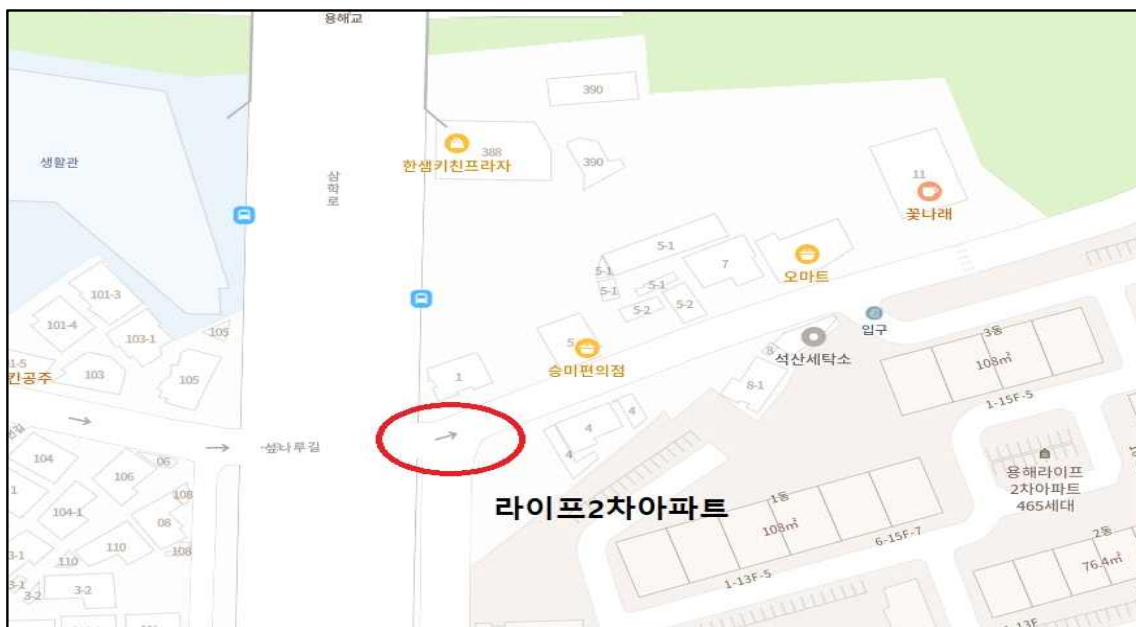 용해교
390
388
한샘키친프라자
390
생활관
삼학로
11
꽃나래
5-1
5-1
5-1
5-1
5-2
5-2
7
오마트
입구
101-3
101-4
103-1
105
103
105
킨공주
1
5
승미편의점
8
석산세탁소
8-1
3동
108㎡
1-15F-5
4
4
4
섶나루길
104
106
06
108
104-1
08
110
108
110
3-1
3-2
3-2
라이프2차아파트
1동
108㎡
6-15F-7
1-13F-5
용해라이프
2차아파트
465세대
2동
76.4㎡